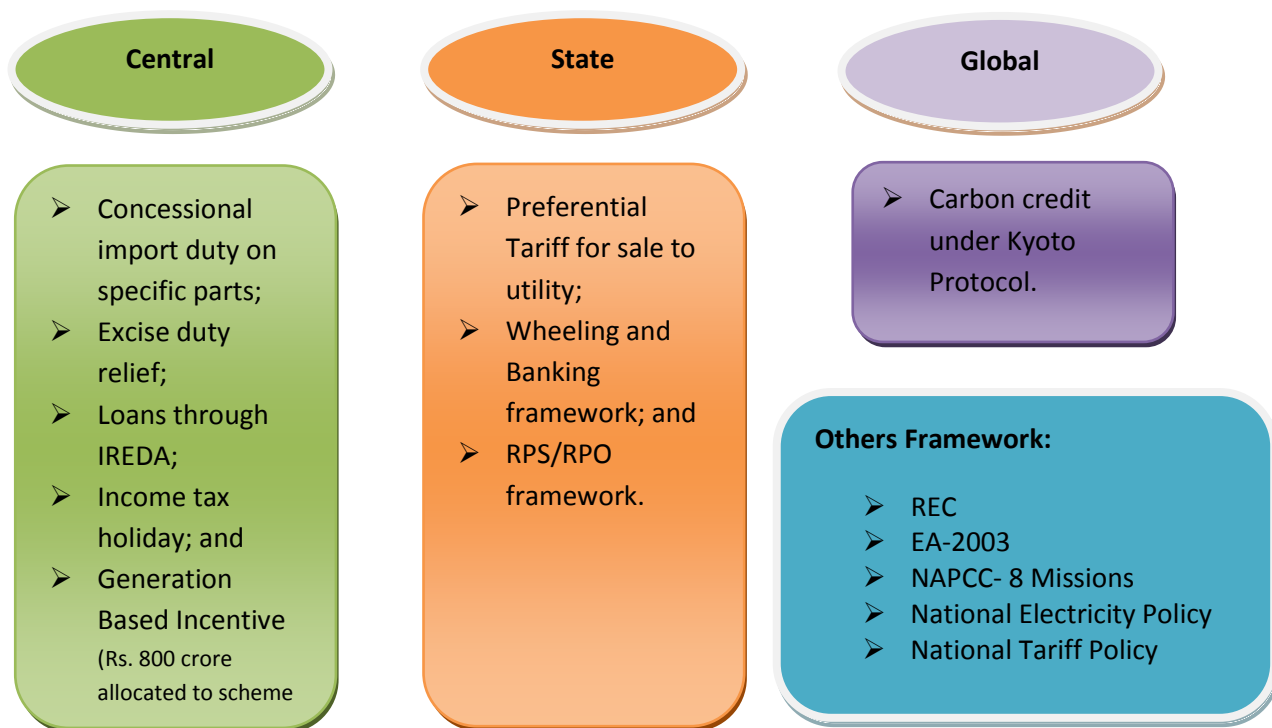 Central
Concessional
import duty on
specific parts;
Excise duty
relief;
Loans through
IREDA;
Income tax
holiday; and
Generation
Based Incentive
(Rs. 800 crore
allocated to scheme
State
Preferential
Tariff for sale to
utility;
Wheeling and
Banking
framework; and
RPS/RPO
framework.
Global
Carbon credit
under Kyoto
Protocol.
Others Framework:
REC
EA-2003
NAPCC- 8 Missions
National Electricity Policy
National Tariff Policy